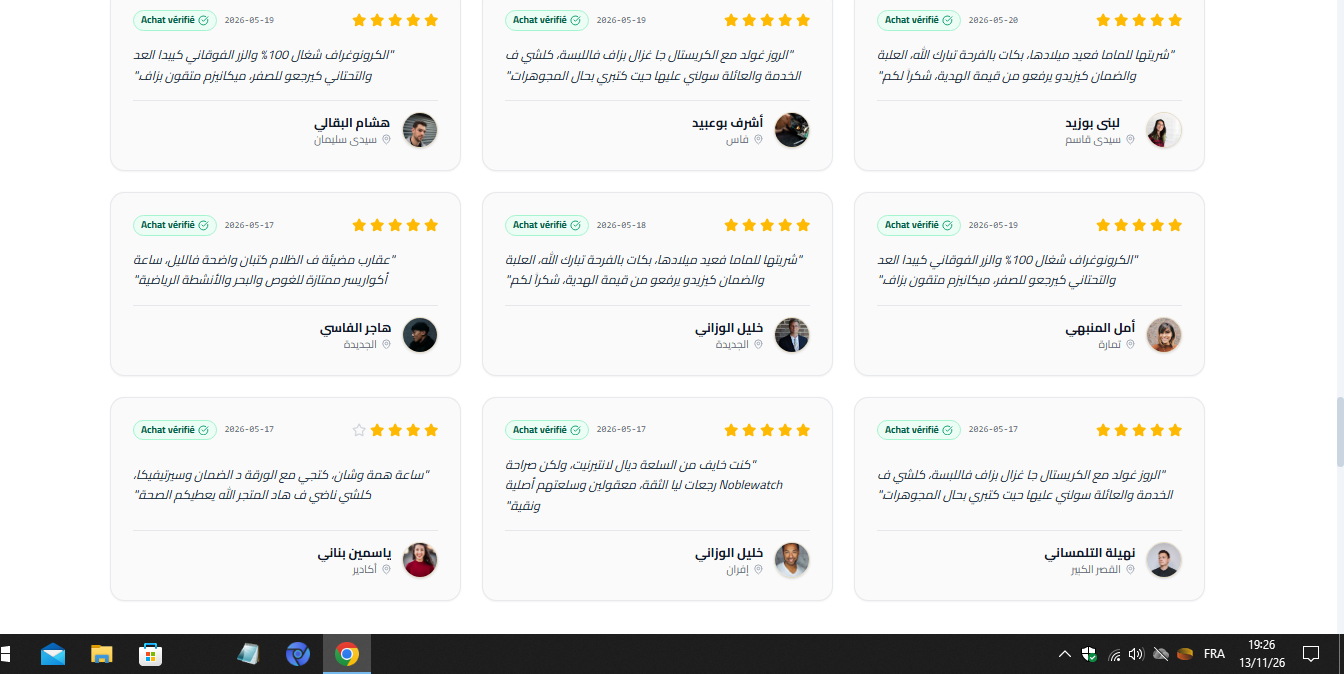 2026-05-20 Achat vérifié
"شريتها للماما فعيد ميلادها، بكات بالفرحة تبارك الله، العلبة
والضمان كيزيدو يرفعو من قيمة الهدية، شكراً لكم"
لبنى بوزيد
سيدي قاسم
2026-05-19 Achat vérifié
"الروز غولد مع الكريستال جا غزال بزاف فاللبسة، كلشي ف
الخدمة والعائلة سولني عليها حيت كتبري بحال المجوهرات"
أشرف بوعبيد
فاس
2026-05-19 Achat vérifié
"الكرونوغراف شغال 100% والزر الفوقاني كيبدا العد
والتحتاني كيرجعو للصفر، ميكانيزم متقون بزاف"
هشام البقالي
سيدي سليمان
2026-05-19 Achat vérifié
"الكرونوغراف شغال 100% والزر الفوقاني كيبدا العد
والتحتاني كيرجعو للصفر، ميكانيزم متقون بزاف"
أمل المنبهي
تمارة
2026-05-18 Achat vérifié
"شريتها للماما فعيد ميلادها، بكات بالفرحة تبارك الله، العلبة
والضمان كيزيدو يرفعو من قيمة الهدية، شكراً لكم"
خليل الوزاني
الجديدة
2026-05-17 Achat vérifié
"عقارب مضيئة ف الظلام كتبان واضحة فالليل، ساعة
أكواريسر ممتازة للغوص والبحر والأنشطة الرياضية"
هاجر الفاسي
الجديدة
2026-05-17 Achat vérifié
"الروز غولد مع الكريستال جا غزال بزاف فاللبسة، كلشي ف
الخدمة والعائلة سولني عليها حيت كتبري بحال المجوهرات"
نهيلة التلمساني
القصر الكبير
2026-05-17 Achat vérifié
"كنت خايف من السلعة ديال لانتيرنيت، ولكن صراحة
Noblewatch رجعات ليا الثقة، معقولين وسلعتهم أصلية
ونقية"
خليل الوزاني
إفران
2026-05-17 Achat vérifié
"ساعة همة وشان، كتجي مع الورقة د الضمان وسيرتيفيكا،
كلشي ناضي ف هاد المتجر الله يعطيكم الصحة"
ياسمين بناني
أكادير
FRA
19:26
13/11/26